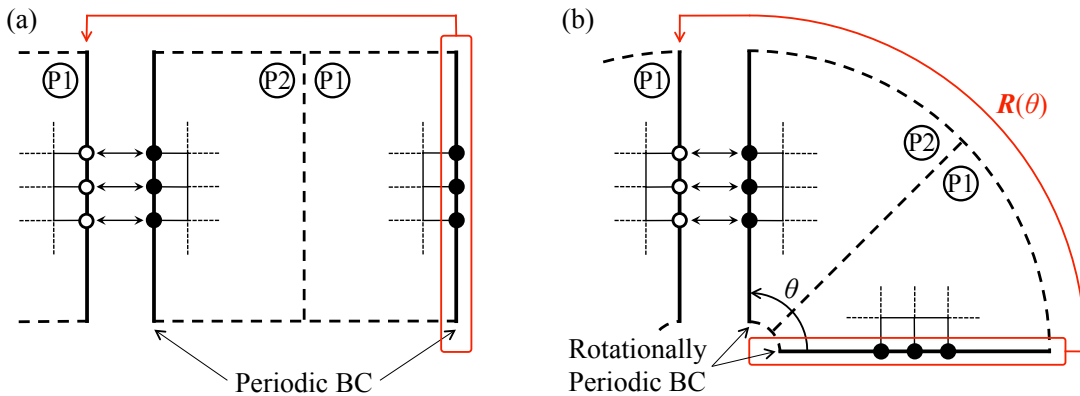 (a)
P1
P2
P1
Periodic BC
(b)
P1
P2
P1
R(θ)
θ
Rotationally
Periodic BC